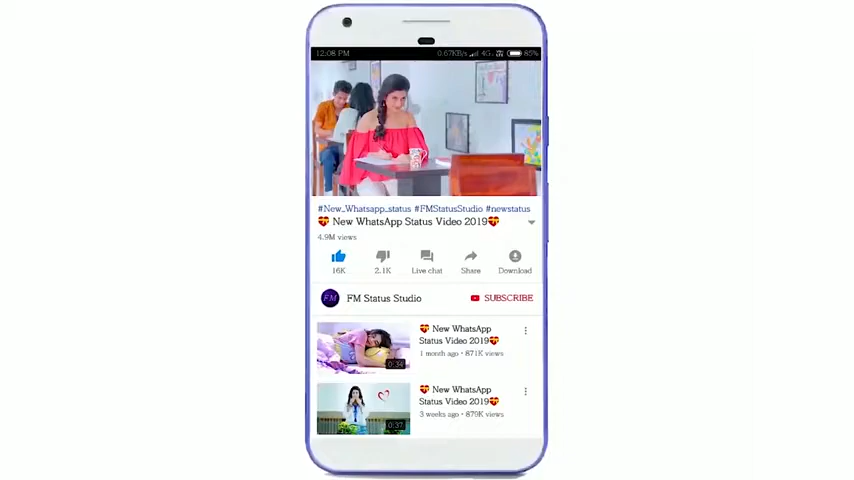 12:08 PM 0.67KB/s 4G 85%
#New_Whatsapp_status #FMStatusStudio #newstatus
💝 New WhatsApp Status Video 2019💝
4.9M views
16K 2.1K Live chat Share Download
FM FM Status Studio SUBSCRIBE
💝 New WhatsApp
Status Video 2019💝
1 month ago • 871K views
0:34
💝 New WhatsApp
Status Video 2019💝
3 weeks ago • 879K views
0:37